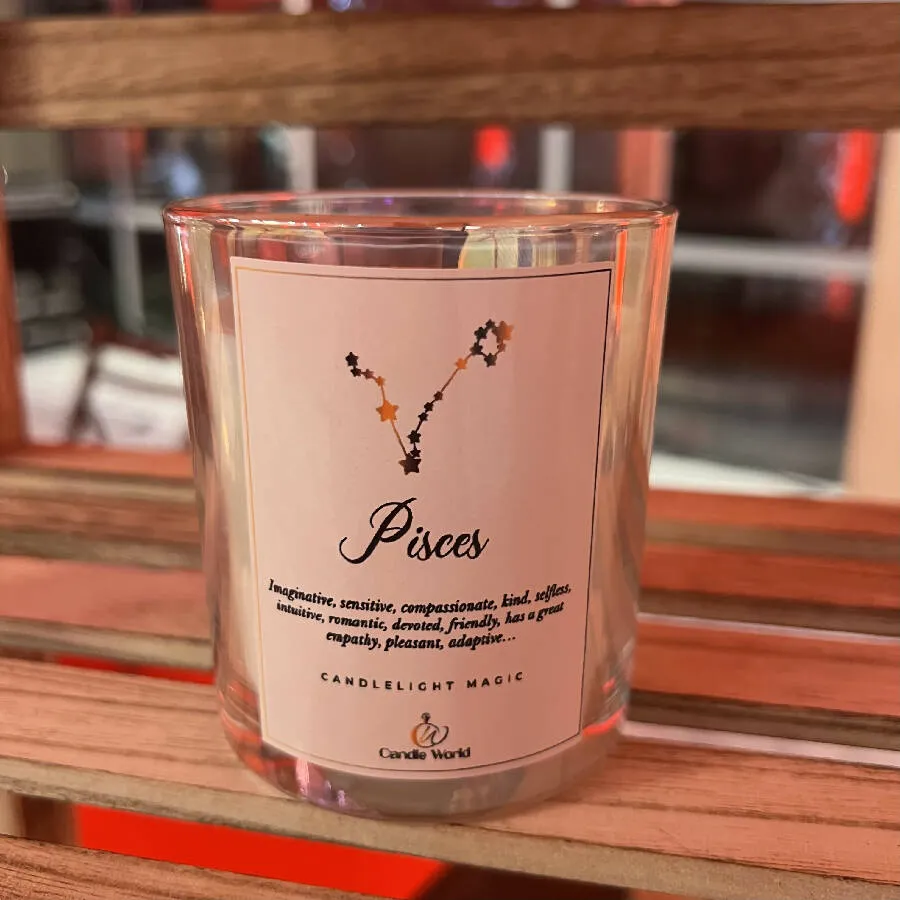 Pisces
Imaginative, sensitive, compassionate, kind, selfless,
intuitive, romantic, devoted, friendly, has a great
empathy, pleasant, adaptive...
CANDLELIGHT MAGIC
Candle World